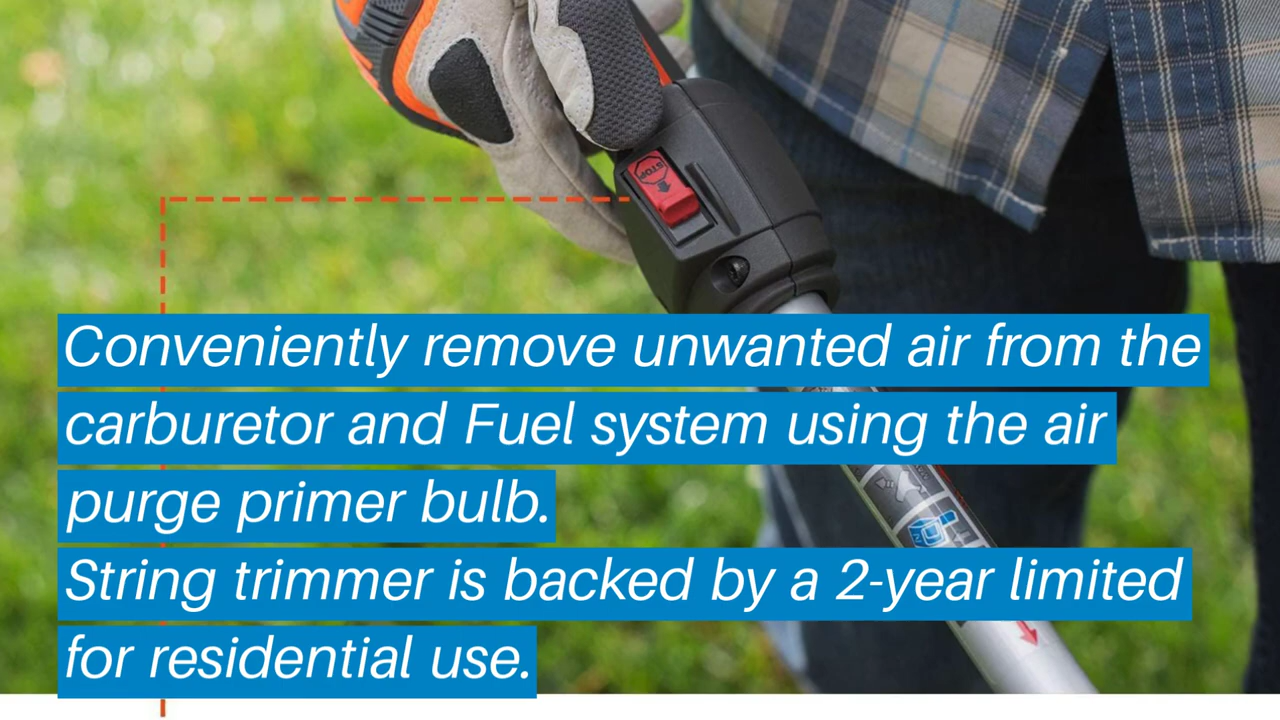 STOP
Conveniently remove unwanted air from the
carburetor and Fuel system using the air
purge primer bulb.
String trimmer is backed by a 2-year limited
for residential use.